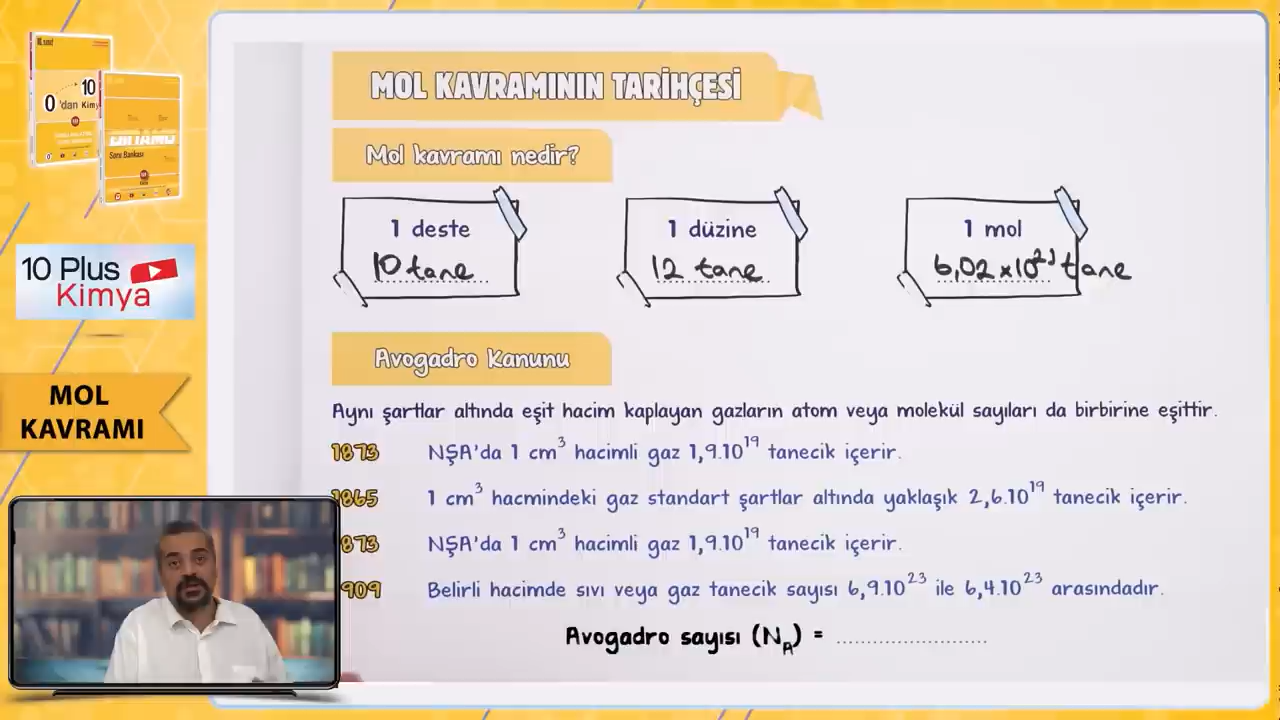 MOL KAVRAMININ TARİHÇESİ
Mol kavramı nedir?
1 deste
10 tane
1 düzine
12 tane
1 mol
6,02x10²³ tane
Avogadro Kanunu
Aynı şartlar altında eşit hacim kaplayan gazların atom veya molekül sayıları da birbirine eşittir.
1873 NŞA'da 1 cm³ hacimli gaz 1,9.10¹⁹ tanecik içerir.
1865 1 cm³ hacmindeki gaz standart şartlar altında yaklaşık 2,6.10¹⁹ tanecik içerir.
873 NŞA'da 1 cm³ hacimli gaz 1,9.10¹⁹ tanecik içerir.
909 Belirli hacimde sıvı veya gaz tanecik sayısı 6,9.10²³ ile 6,4.10²³ arasındadır.
Avogadro sayısı (N_A) = ........................
10
0 'dan Kimy
Soru Bankası
10 Plus
Kimya
MOL
KAVRAMI